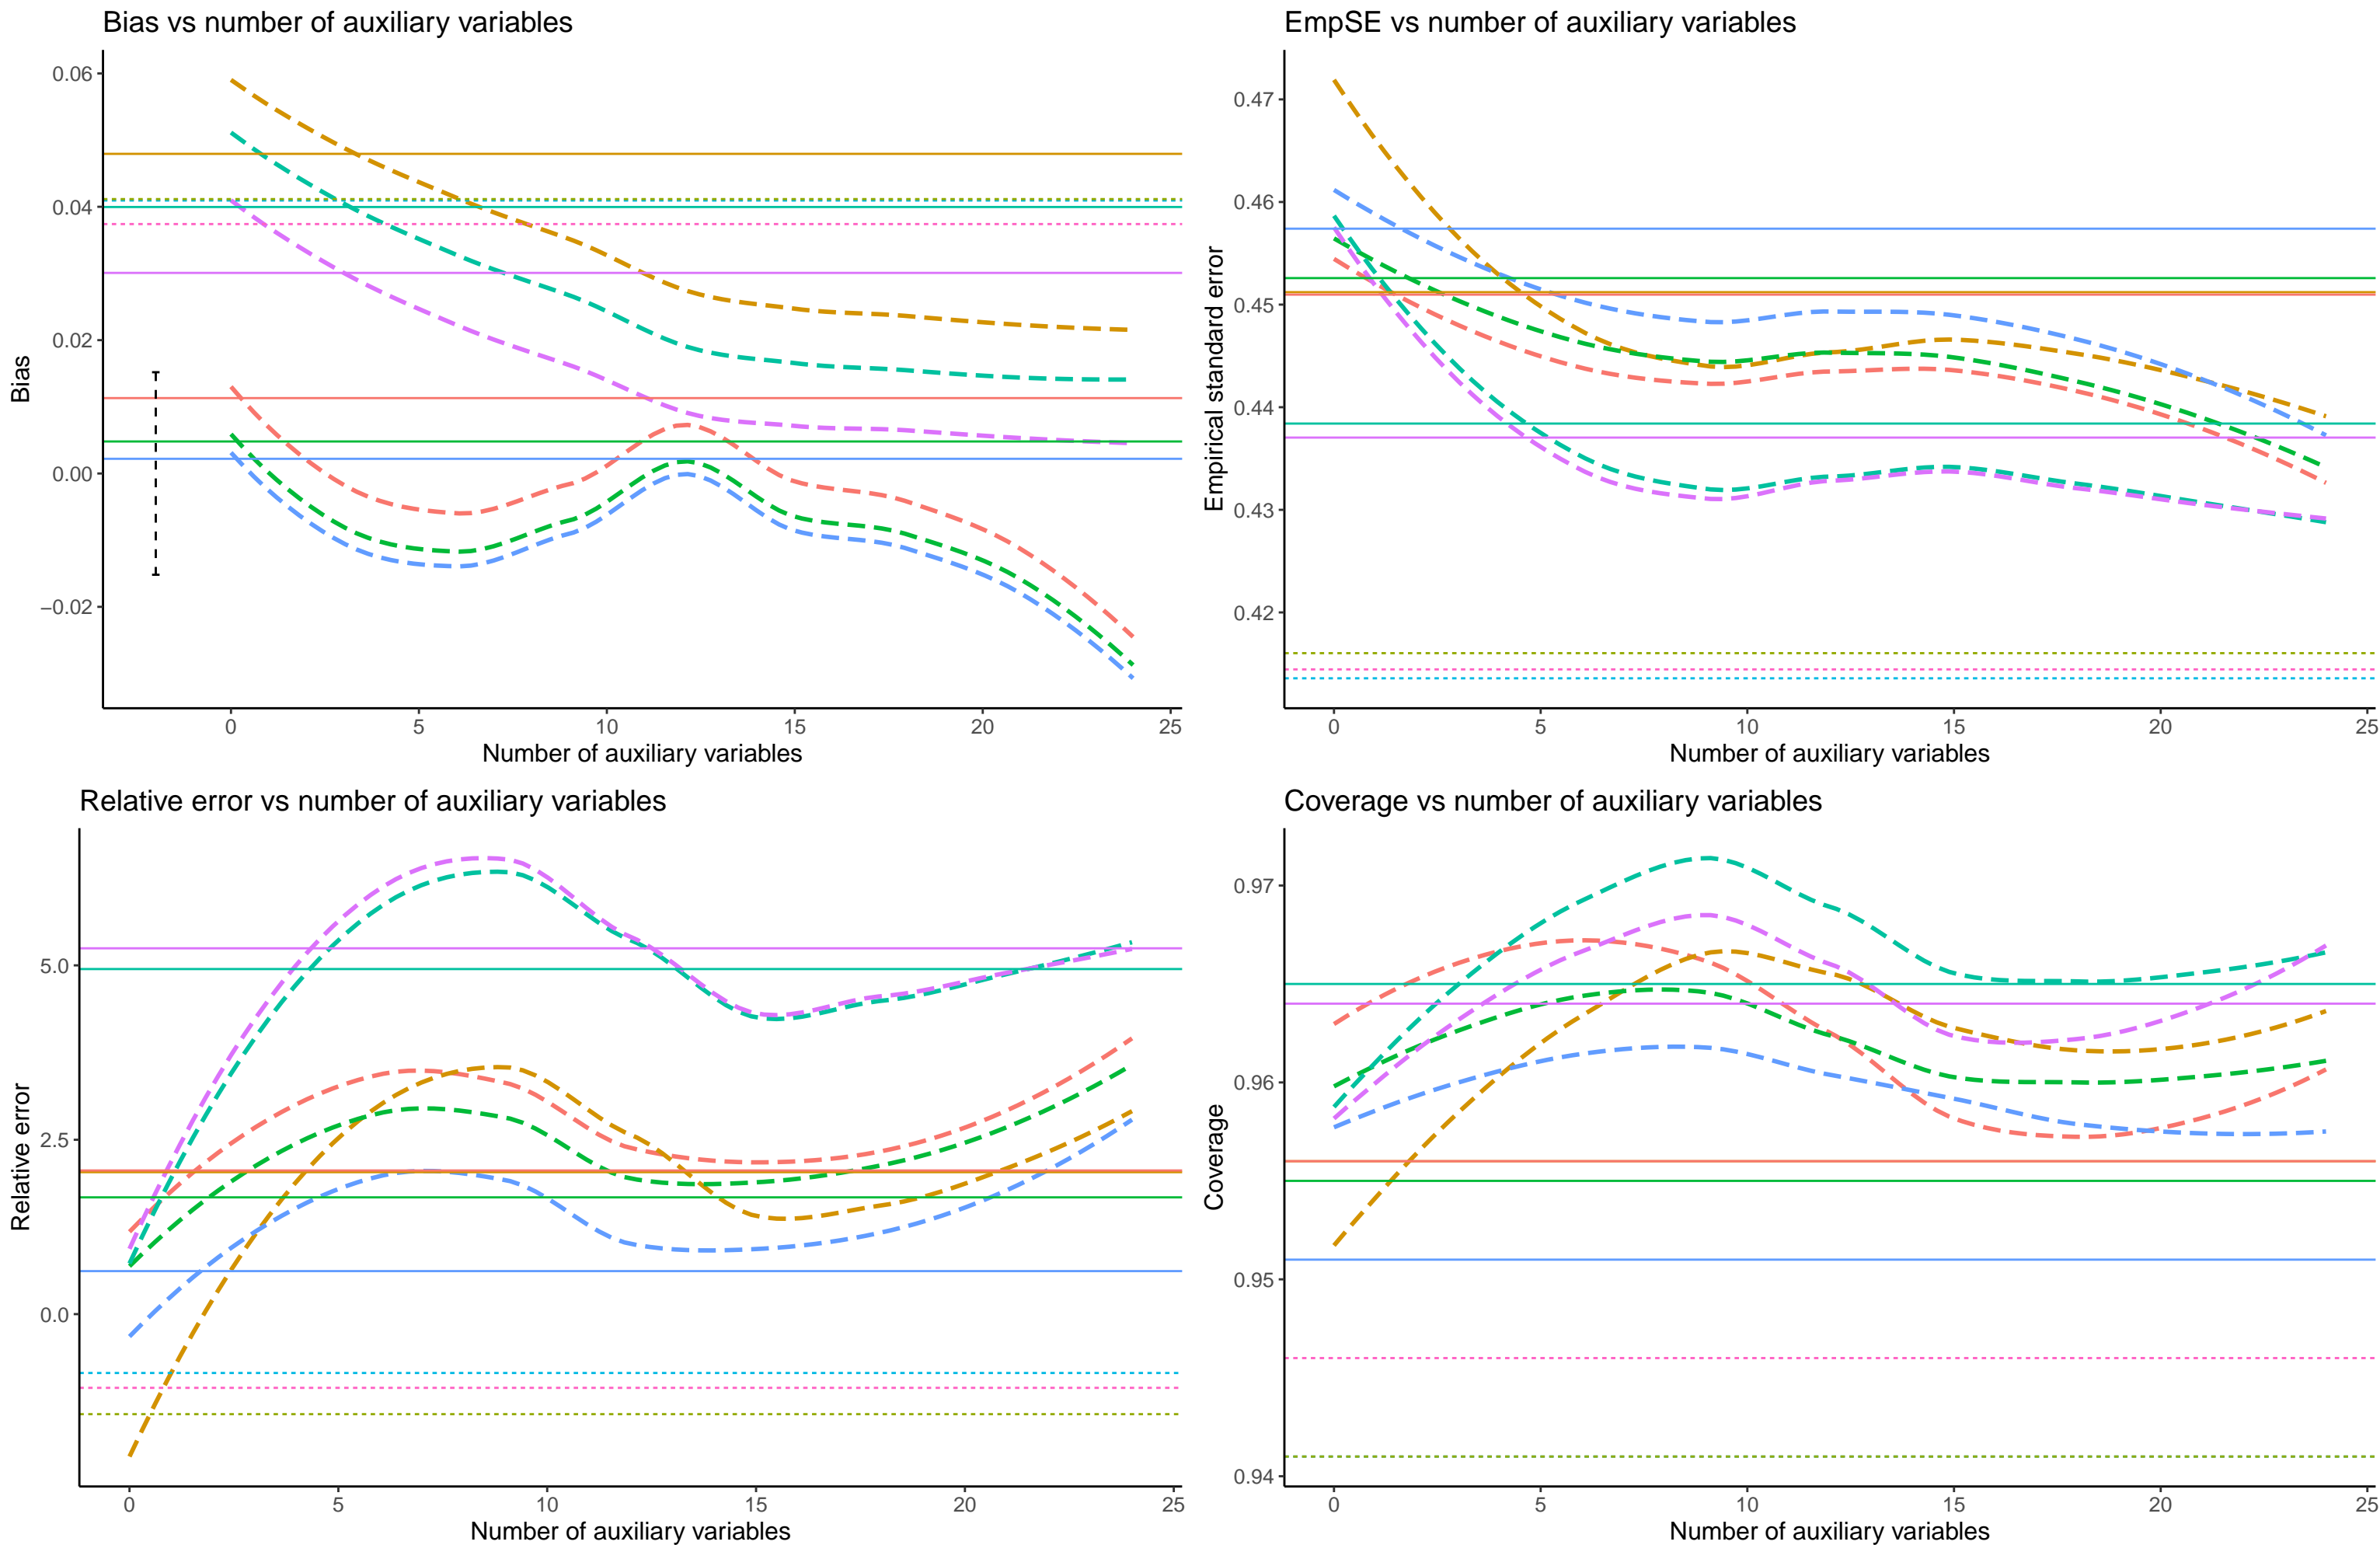 Bias vs number of auxiliary variables
0.06
0.04
0.02
0.00
−0.02
Bias
0 5 10 15 20 25
Number of auxiliary variables
EmpSE vs number of auxiliary variables
0.47
0.46
0.45
0.44
0.43
0.42
Empirical standard error
0 5 10 15 20 25
Number of auxiliary variables
Relative error vs number of auxiliary variables
5.0
2.5
0.0
Relative error
0 5 10 15 20 25
Number of auxiliary variables
Coverage vs number of auxiliary variables
0.97
0.96
0.95
0.94
Coverage
0 5 10 15 20 25
Number of auxiliary variables